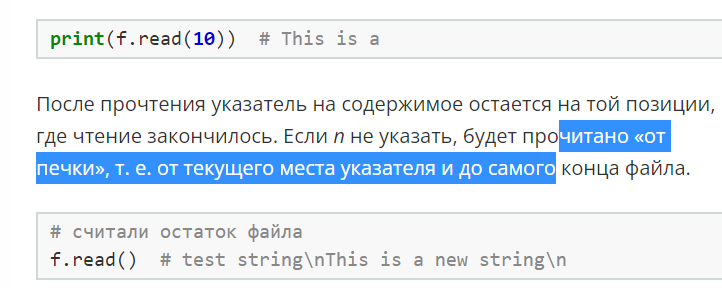 print(f.read(10))  # This is a
После прочтения указатель на содержимое остается на той позиции,
где чтение закончилось. Если n не указать, будет прочитано «от
печки», т. е. от текущего места указателя и до самого конца файла.
# считали остаток файла
f.read()  # test string\nThis is a new string\n